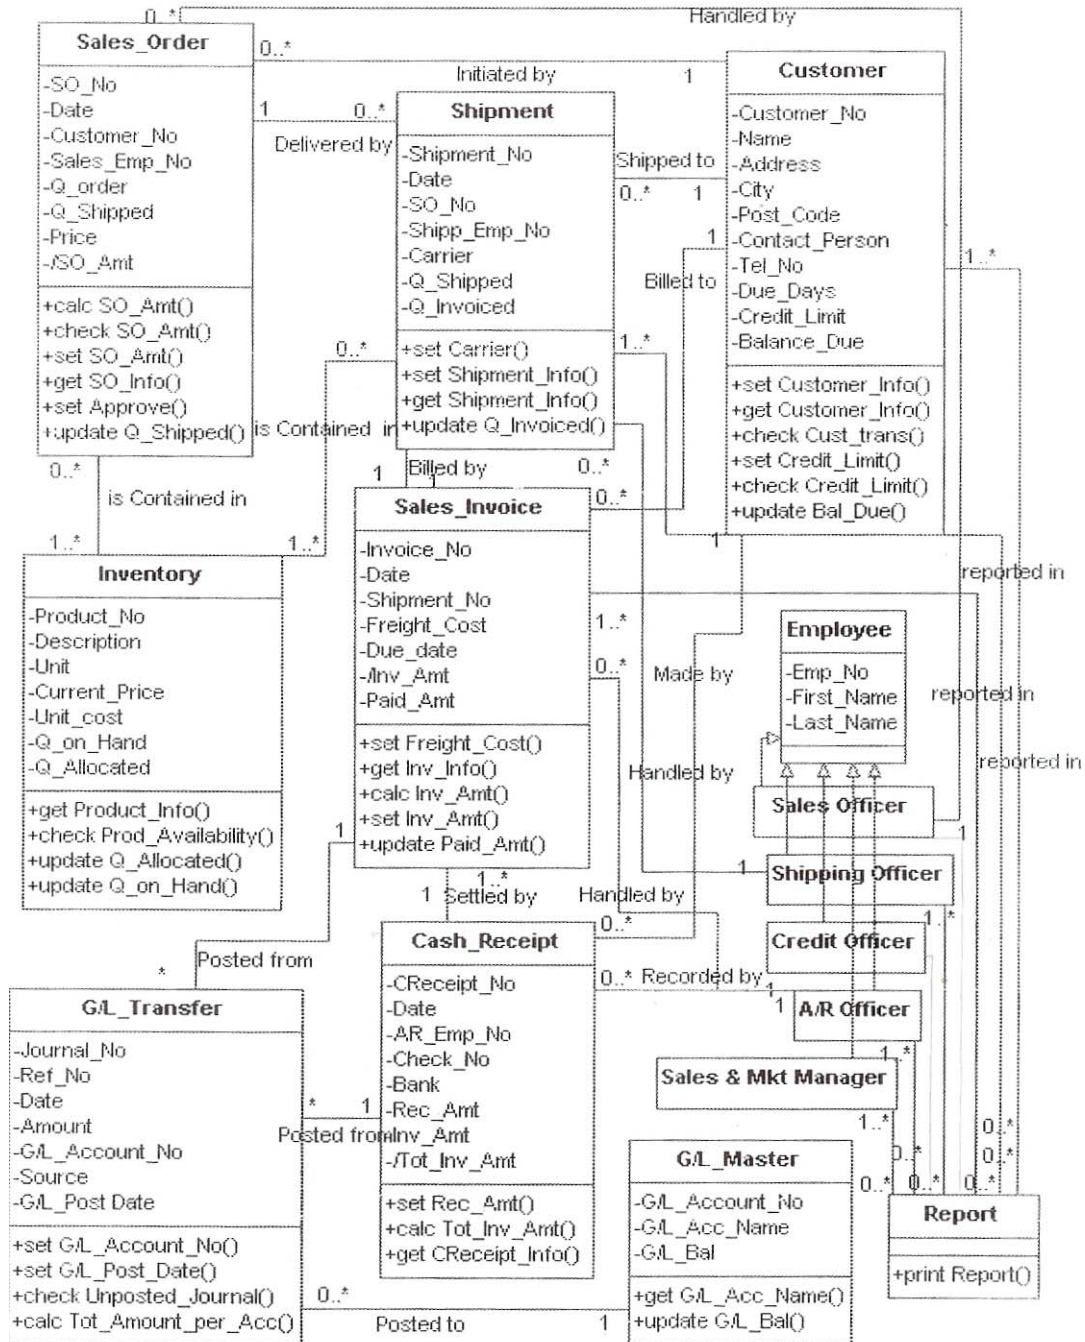 0..*
Handled by
Sales_Order
-SO_No
-Date
-Customer_No
-Sales_Emp_No
-Q_order
-Q_Shipped
-Price
-/SO_Amt
+calc SO_Amt()
+check SO_Amt()
+set SO_Amt()
+get SO_Info()
+set Approve()
+update Q_Shipped()
0..*
Initiated by
1
1
0..*
Delivered by
Shipment
-Shipment_No
-Date
-SO_No
-Shipp_Emp_No
-Carrier
-Q_Shipped
-Q_Invoiced
+set Carrier()
+set Shipment_Info()
+get Shipment_Info()
+update Q_Invoiced()
Shipped to
0..*
1
Customer
-Customer_No
-Name
-Address
-City
-Post_Code
-Contact_Person
-Tel_No
-Due_Days
-Credit_Limit
-Balance_Due
+set Customer_Info()
+get Customer_Info()
+check Cust_trans()
+set Credit_Limit()
+check Credit_Limit()
+update Bal_Due()
1
Billed to
1..*
1..*
0..*
is Contained in
0..*
is Contained in
1..*
1..*
Billed by
1
1
0..*
0..*
1
Inventory
-Product_No
-Description
-Unit
-Current_Price
-Unit_cost
-Q_on_Hand
-Q_Allocated
+get Product_Info()
+check Prod_Availability()
+update Q_Allocated()
+update Q_on_Hand()
Sales_Invoice
-Invoice_No
-Date
-Shipment_No
-Freight_Cost
-Due_date
-/Inv_Amt
-Paid_Amt
+set Freight_Cost()
+get Inv_Info()
+calc Inv_Amt()
+set Inv_Amt()
+update Paid_Amt()
1..*
0..*
Made by
Handled by
reported in
reported in
reported in
Employee
-Emp_No
-First_Name
-Last_Name
Sales Officer
1
1
Shipping Officer
1..*
Credit Officer
1
A/R Officer
1
1..*
Sales & Mkt Manager
1..*
1
1
1..*
Settled by
Handled by
0..*
0..*
Recorded by
Posted from
*
Cash_Receipt
-CReceipt_No
-Date
-AR_Emp_No
-Check_No
-Bank
-Rec_Amt
-Inv_Amt
-/Tot_Inv_Amt
+set Rec_Amt()
+calc Tot_Inv_Amt()
+get CReceipt_Info()
G/L_Transfer
-Journal_No
-Ref_No
-Date
-Amount
-G/L_Account_No
-Source
-G/L_Post Date
+set G/L_Account_No()
+set G/L_Post_Date()
+check Unposted_Journal()
+calc Tot_Amount_per_Acc()
*
1
Posted from
0..*
Posted to
1
G/L_Master
-G/L_Account_No
-G/L_Acc_Name
-G/L_Bal
+get G/L_Acc_Name()
+update G/L_Bal()
0..*
0..*
0..*
0..*
0..*
0..*
Report
+print Report()